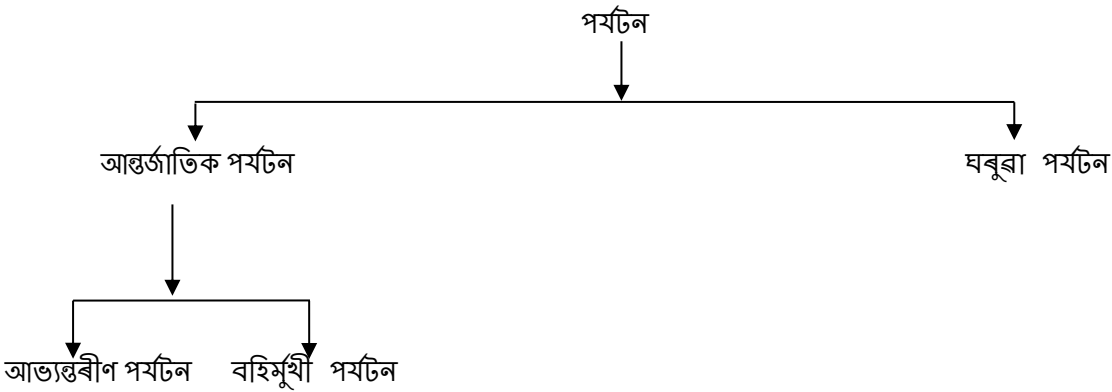 পৰ্যটন
আন্তৰ্জাতিক পৰ্যটন ঘৰুৱা পৰ্যটন
আভ্যন্তৰীণ পৰ্যটন বহিৰ্মুখী পৰ্যটন